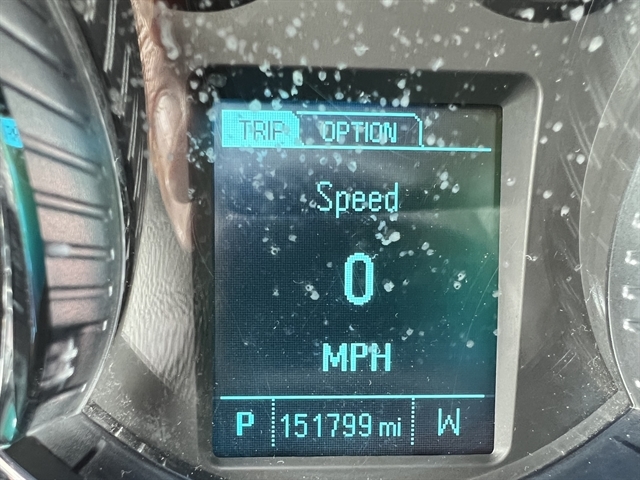 TRIP OPTION
Speed
0
MPH
P 151799 mi W